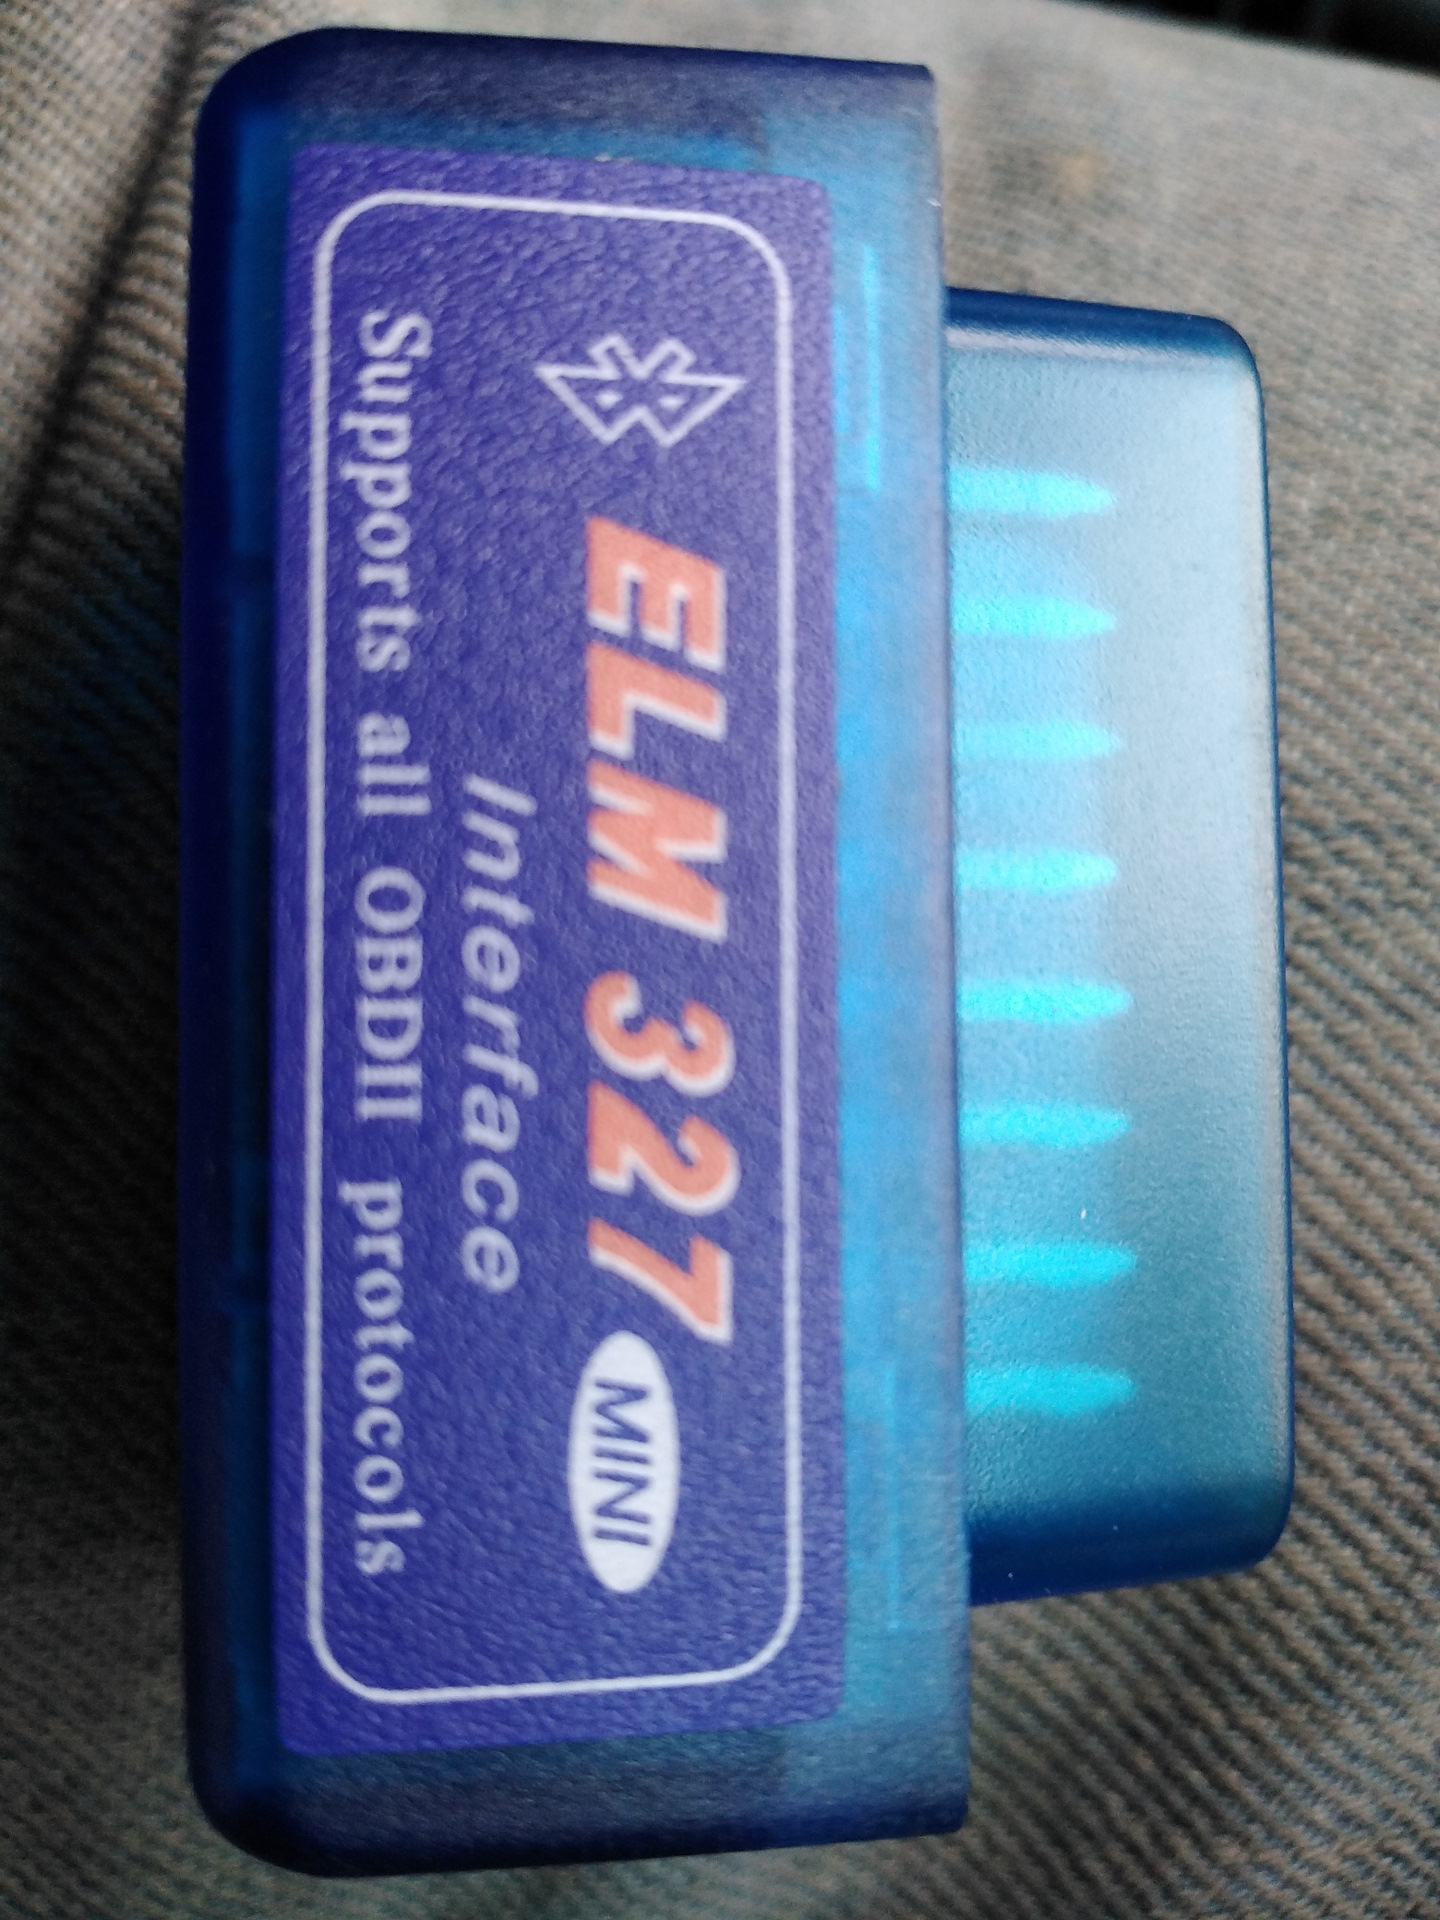 ELM 327 MINI
Interface
Supports all OBDII protocols